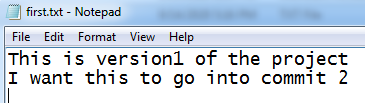 first.txt - Notepad
File Edit Format View Help
This is version1 of the project
I want this to go into commit 2